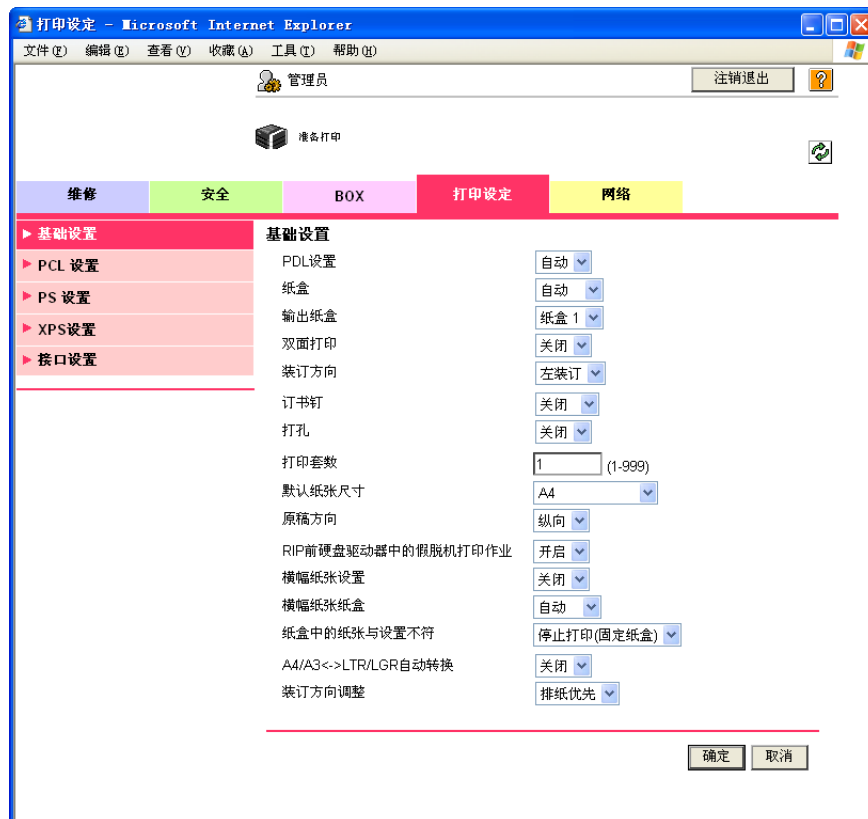 打印设定 - Microsoft Internet Explorer
文件(F) 编辑(E) 查看(V) 收藏(A) 工具(T) 帮助(H)
管理员 注销退出 ?
准备打印
维修 安全 BOX 打印设定 网络
基础设置
PCL 设置
PS 设置
XPS设置
接口设置
基础设置
PDL设置 自动
纸盒 自动
输出纸盒 纸盒 1
双面打印 关闭
装订方向 左装订
订书钉 关闭
打孔 关闭
打印套数 1 (1-999)
默认纸张尺寸 A4
原稿方向 纵向
RIP前硬盘驱动器中的假脱机打印作业 开启
横幅纸张设置 关闭
横幅纸张纸盒 自动
纸盒中的纸张与设置不符 停止打印(固定纸盒)
A4/A3<->LTR/LGR自动转换 关闭
装订方向调整 排纸优先
确定 取消